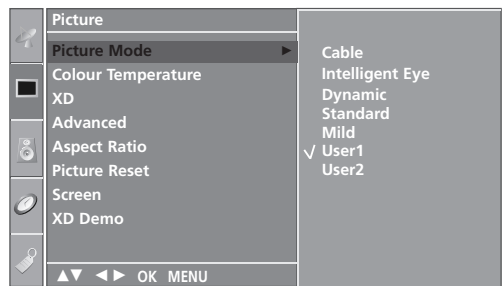 Picture
Picture Mode ►
Colour Temperature
XD
Advanced
Aspect Ratio
Picture Reset
Screen
XD Demo
▲▼ ◄► OK MENU
Cable
Intelligent Eye
Dynamic
Standard
Mild
√ User1
User2